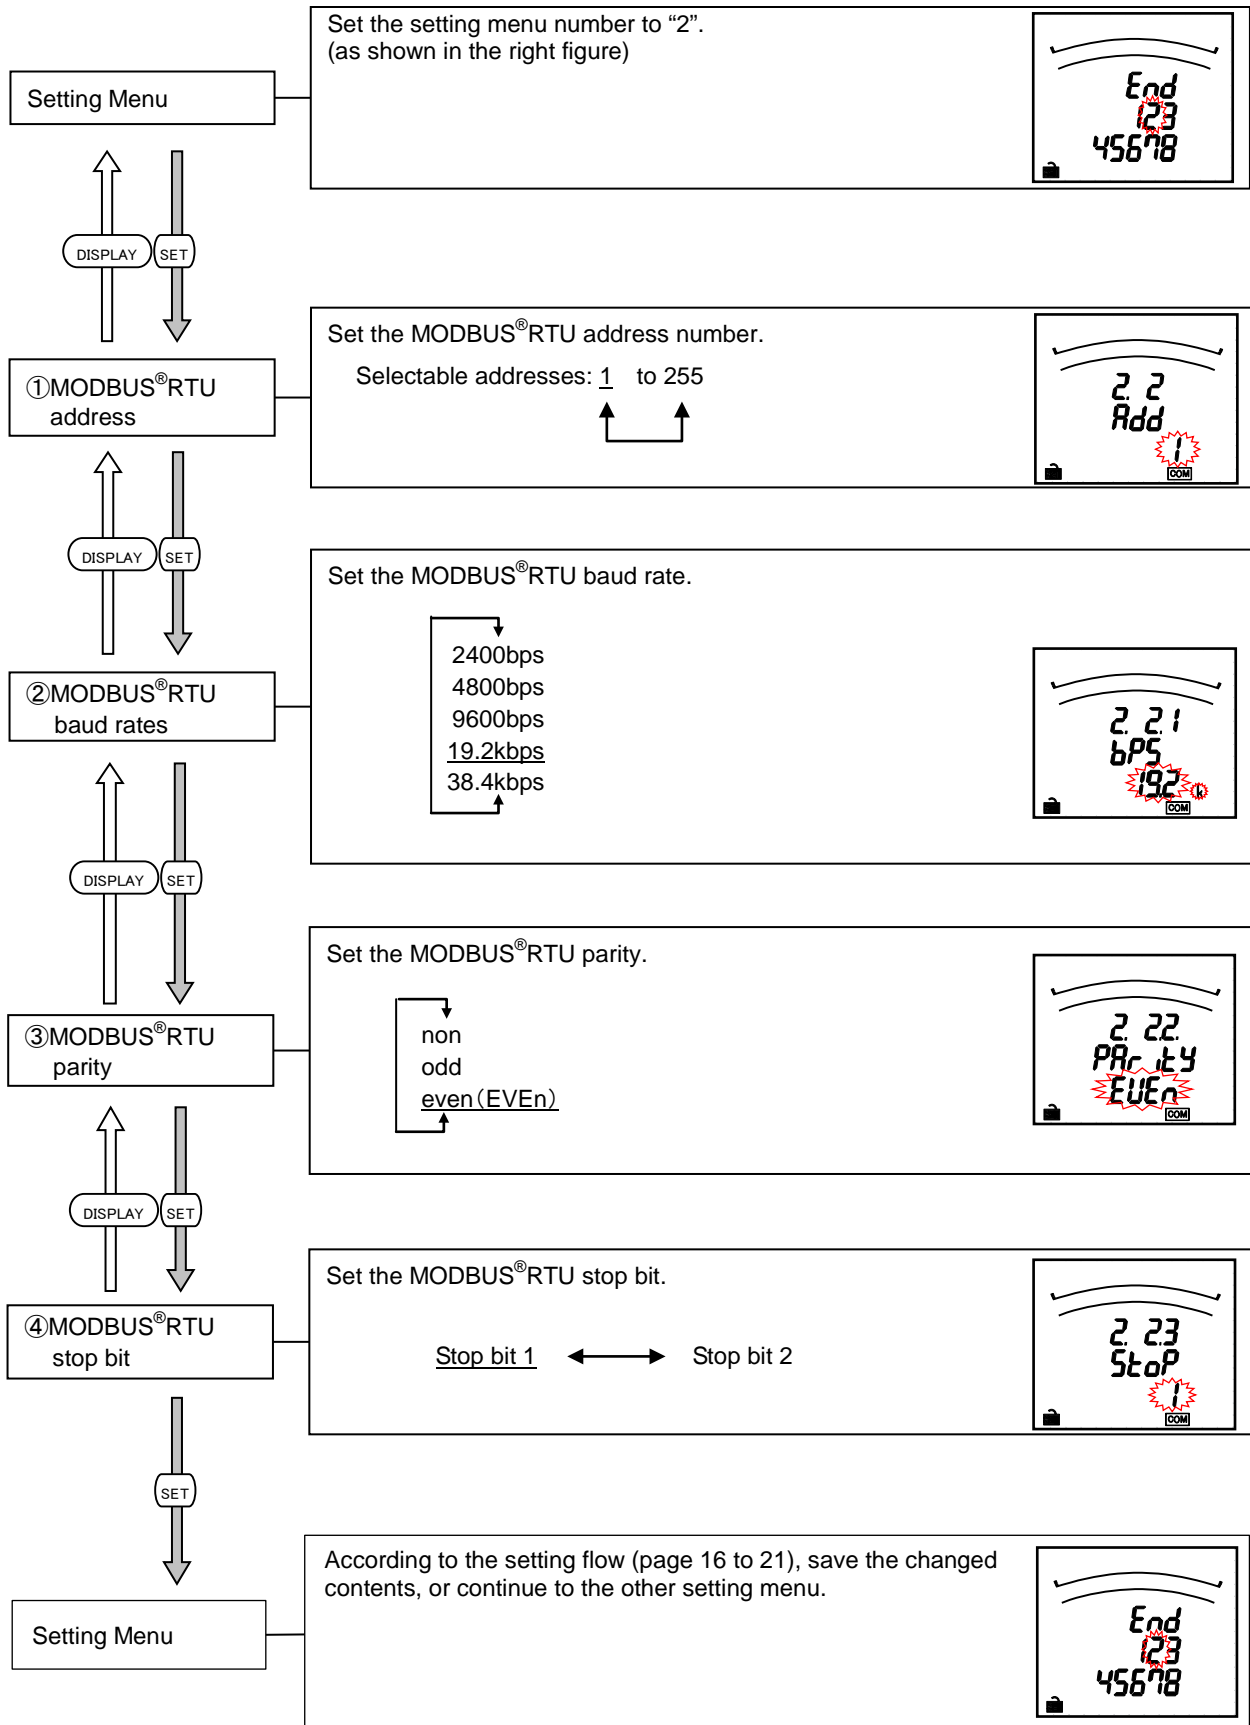 Set the setting menu number to “2”.
(as shown in the right figure)
Setting Menu
End
123
45678
DISPLAY
SET
Set the MODBUS®RTU address number.
Selectable addresses: 1 to 255
①MODBUS®RTU
address
2. 2
Add
1
COM
DISPLAY
SET
Set the MODBUS®RTU baud rate.
2400bps
4800bps
9600bps
19.2kbps
38.4kbps
②MODBUS®RTU
baud rates
2. 2.1
bPS
19.2 k
COM
DISPLAY
SET
Set the MODBUS®RTU parity.
non
odd
even(EVEn)
③MODBUS®RTU
parity
2. 2.2.
PArity
EVEn
COM
DISPLAY
SET
Set the MODBUS®RTU stop bit.
Stop bit 1 Stop bit 2
④MODBUS®RTU
stop bit
2. 2.3
StoP
1
COM
SET
According to the setting flow (page 16 to 21), save the changed
contents, or continue to the other setting menu.
Setting Menu
End
123
45678